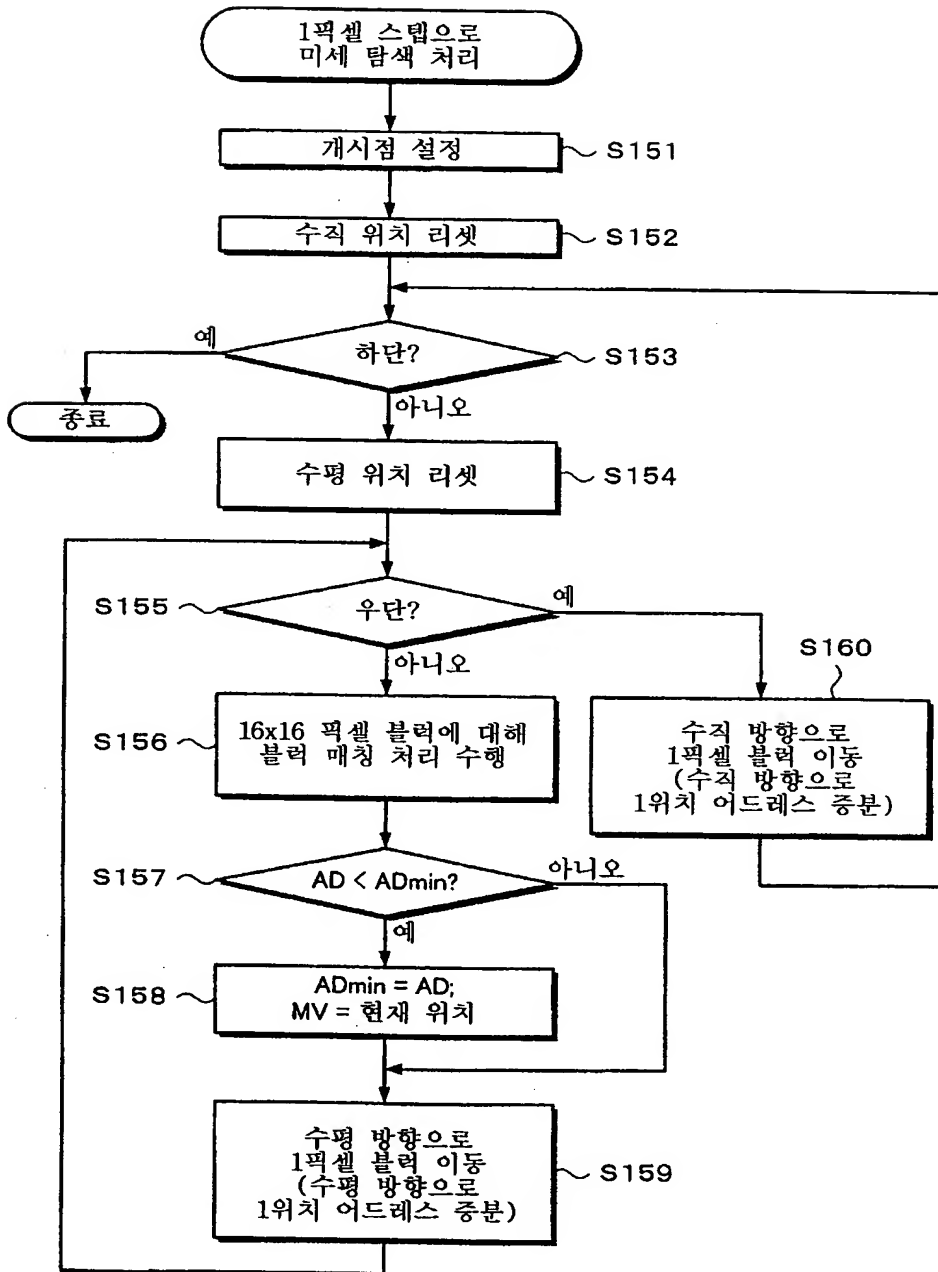 1픽셀 스텝으로
미세 탐색 처리
개시점 설정
S151
수직 위치 리셋
S152
예
하단?
S153
종료
아니오
수평 위치 리셋
S154
S155
우단?
예
아니오
S160
S156
16x16 픽셀 블럭에 대해
블럭 매칭 처리 수행
수직 방향으로
1픽셀 블럭 이동
(수직 방향으로
1위치 어드레스 증분)
S157
AD < ADmin?
아니오
예
S158
ADmin = AD;
MV = 현재 위치
수평 방향으로
1픽셀 블럭 이동
(수평 방향으로
1위치 어드레스 증분)
S159